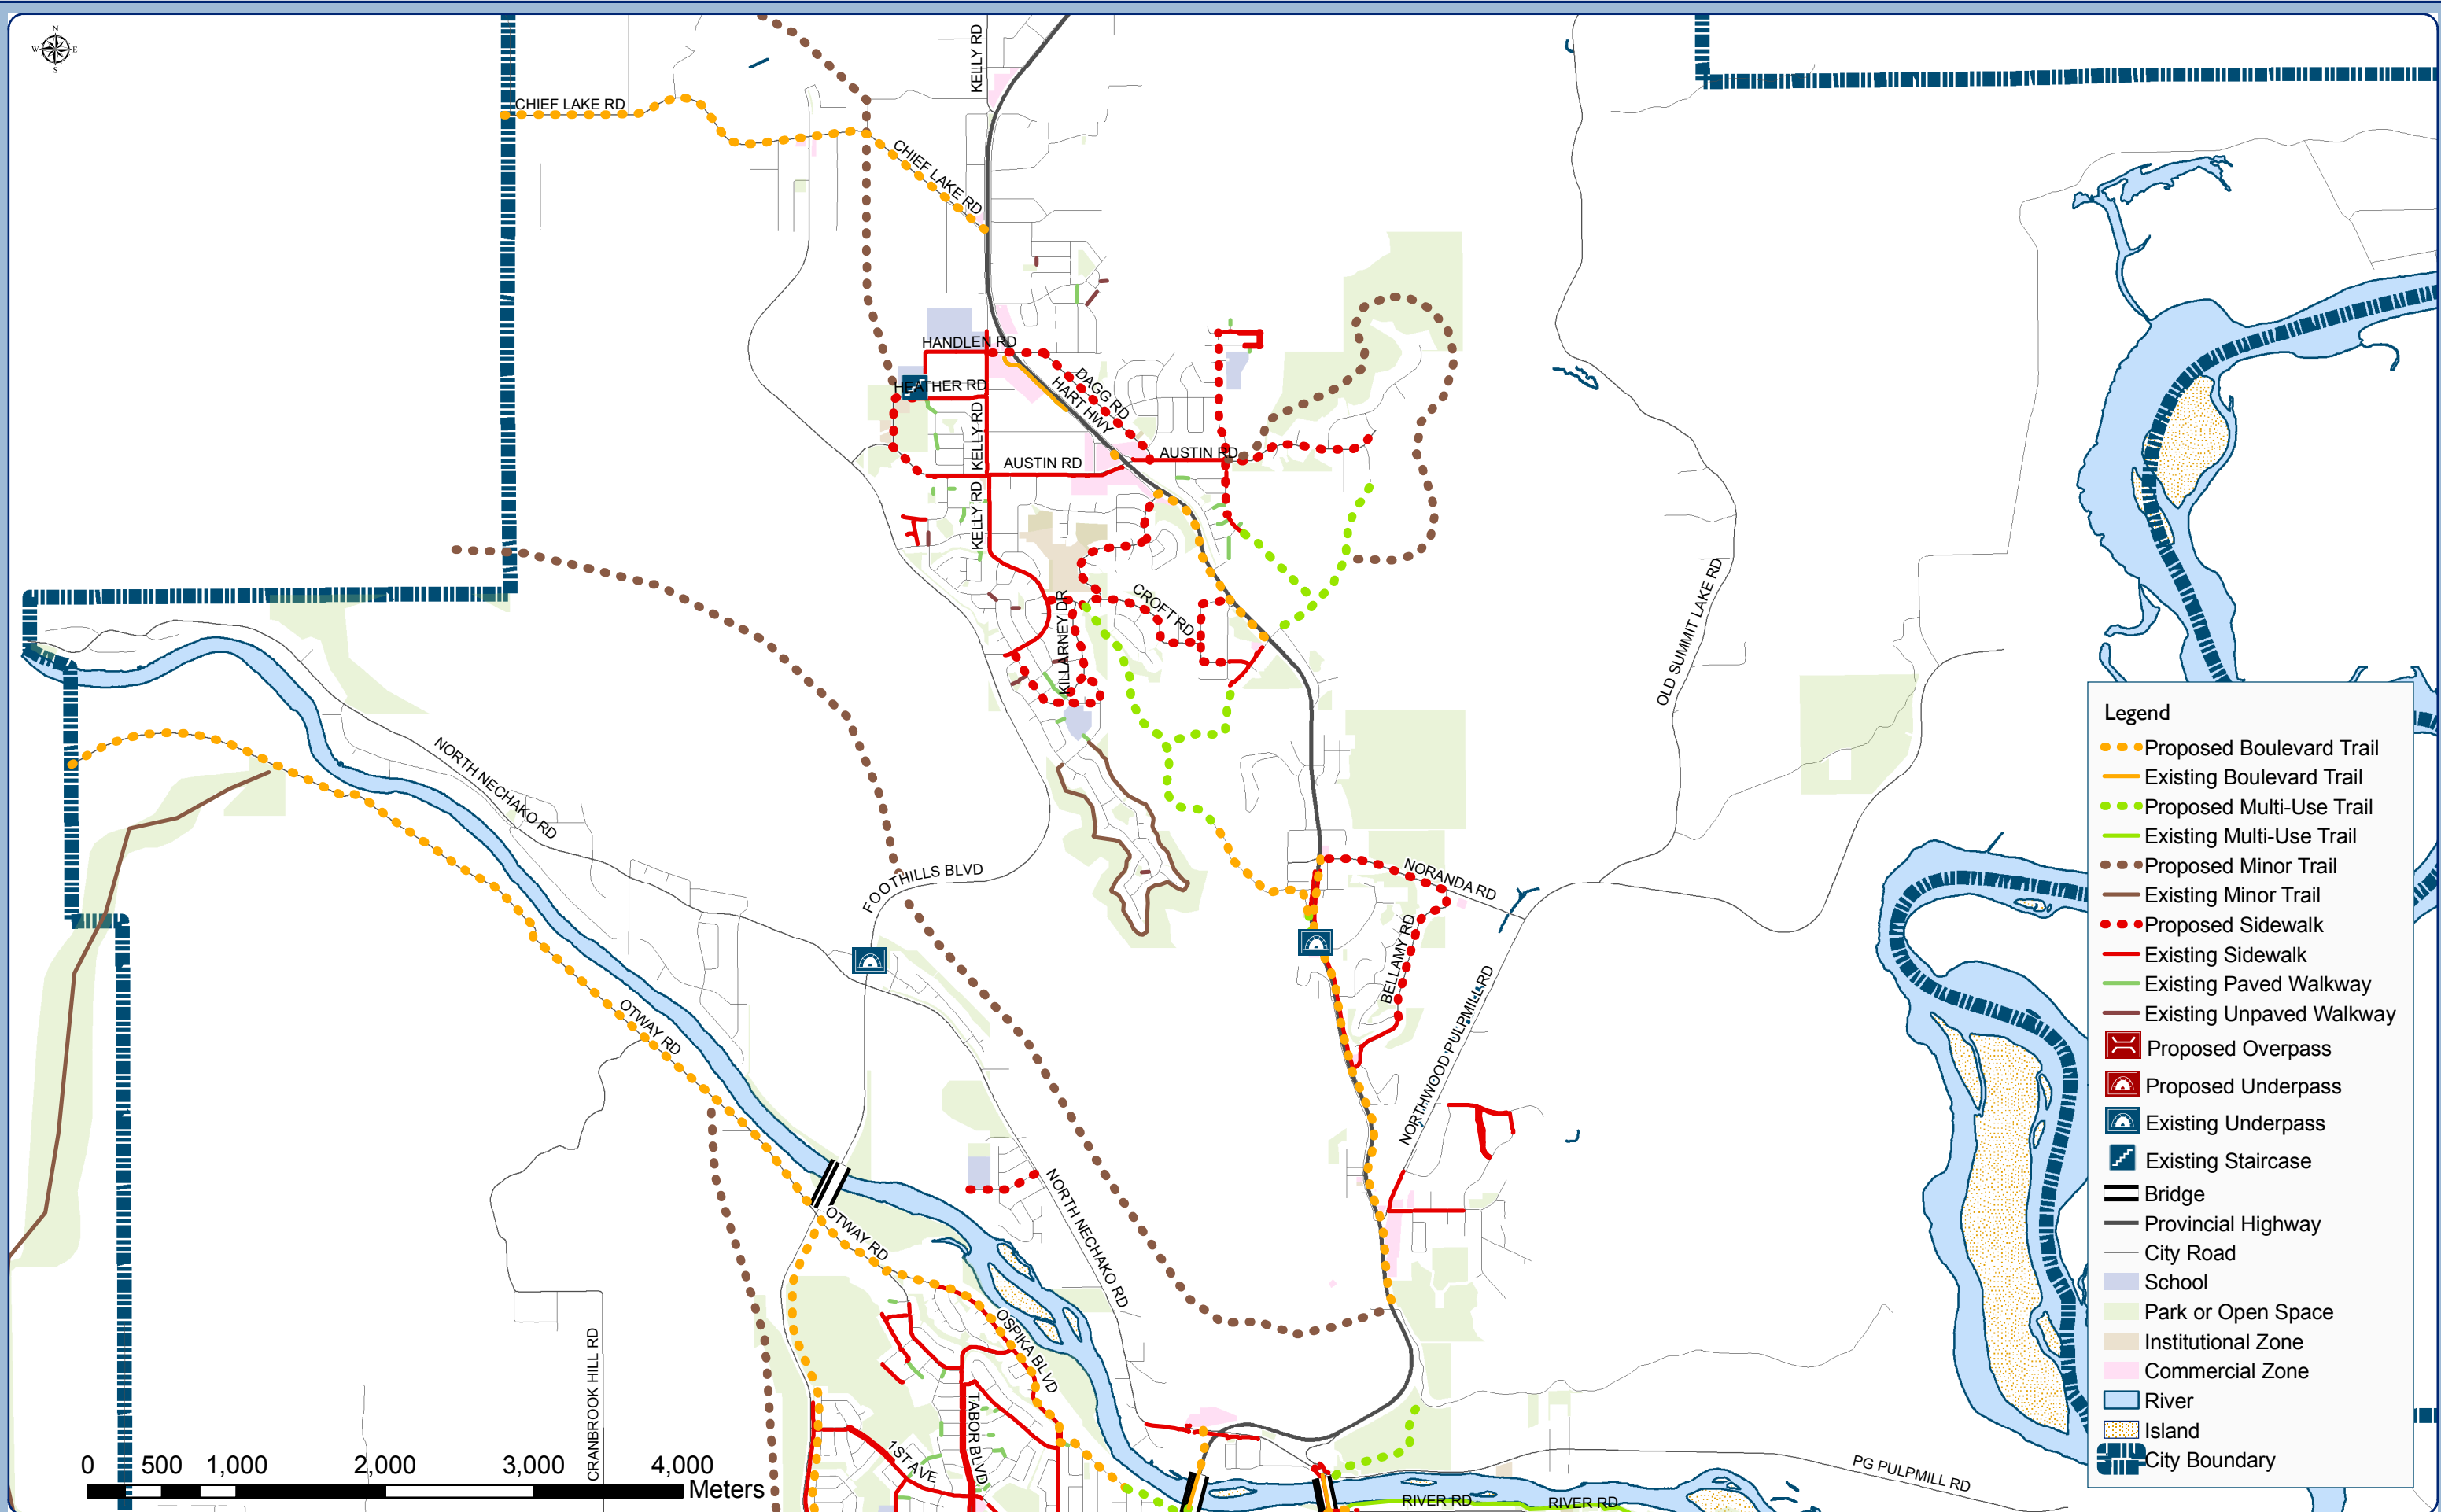 N
W E
S
KELLY RD
CHIEF LAKE RD
CHIEF LAKE RD
HANDLEN RD
HEATHER RD
DAGG RD
HART HWY
KELLY RD
AUSTIN RD
AUSTIN RD
KELLY RD
CROFT RD
KILLARNEY DR
OLD SUMMIT LAKE RD
NORTH NECHAKO RD
FOOTHILLS BLVD
NORANDA RD
BELLAMY RD
NORTHWOOD PULPMILL RD
OTWAY RD
NORTH NECHAKO RD
OTWAY RD
OSPIKA BLVD
CRANBROOK HILL RD
TABOR BLVD
1ST AVE
PG PULPMILL RD
RIVER RD
RIVER RD
0 500 1,000 2,000 3,000 4,000
Meters
Legend
Proposed Boulevard Trail
Existing Boulevard Trail
Proposed Multi-Use Trail
Existing Multi-Use Trail
Proposed Minor Trail
Existing Minor Trail
Proposed Sidewalk
Existing Sidewalk
Existing Paved Walkway
Existing Unpaved Walkway
Proposed Overpass
Proposed Underpass
Existing Underpass
Existing Staircase
Bridge
Provincial Highway
City Road
School
Park or Open Space
Institutional Zone
Commercial Zone
River
Island
City Boundary